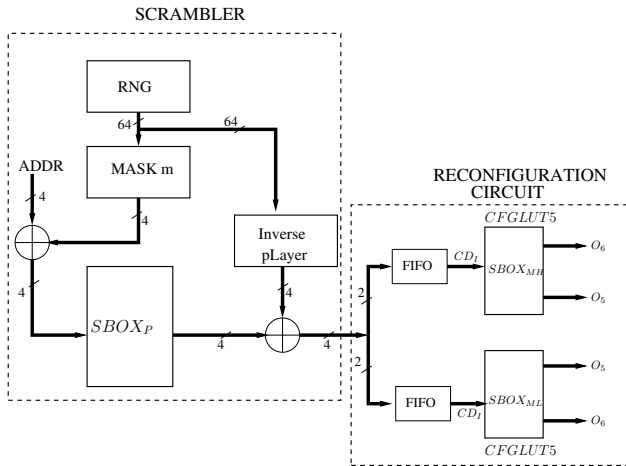 SCRAMBLER
RNG
64
64
ADDR
MASK m
4
4
RECONFIGURATION
CIRCUIT
Inverse
pLayer
CFGLUT5
FIFO
CD_I
SBOX_MH
O_6
O_5
4
4
2
SBOX_P
4
4
2
FIFO
CD_I
SBOX_ML
O_5
O_6
CFGLUT5